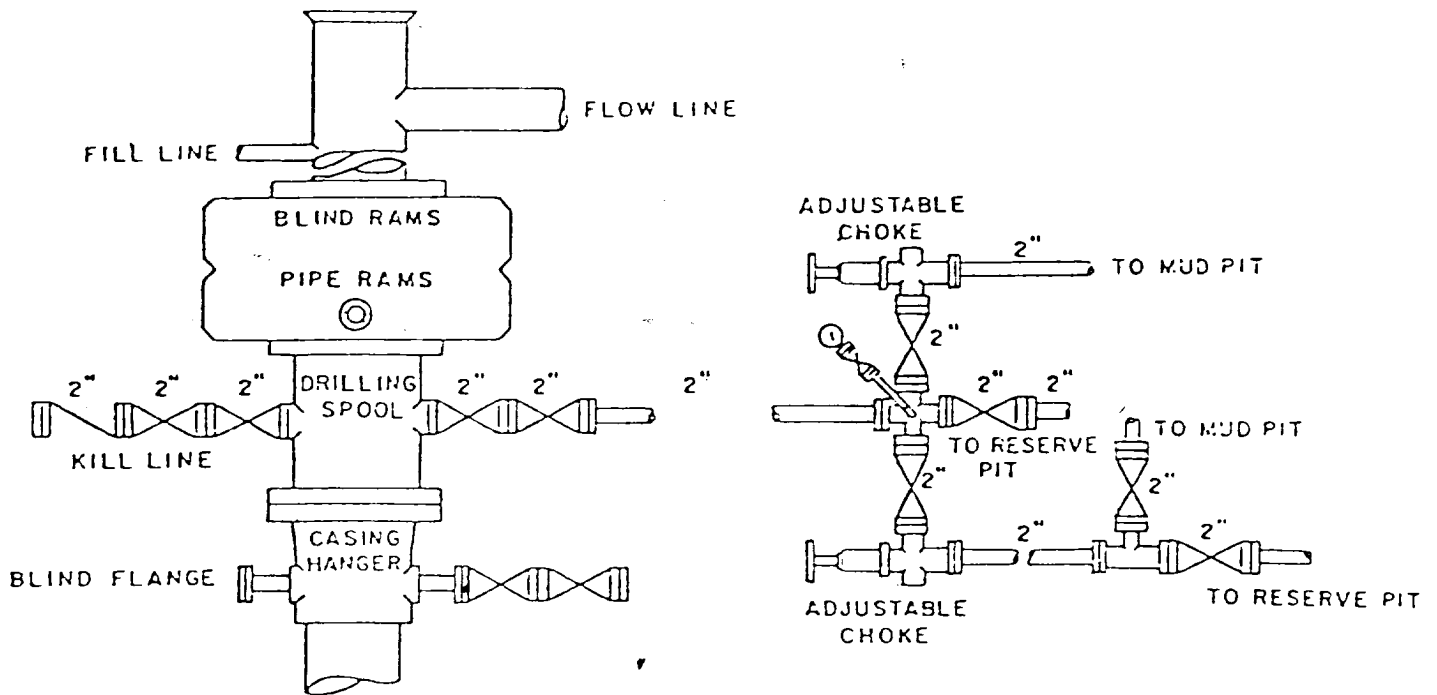 FLOW LINE
FILL LINE
BLIND RAMS
PIPE RAMS
2" 2" 2" DRILLING SPOOL 2" 2" 2"
KILL LINE
CASING
HANGER
BLIND FLANGE
ADJUSTABLE
CHOKE
2"
TO MUD PIT
2"
2" 2"
TO RESERVE
PIT
TO MUD PIT
2"
2"
2"
2"
ADJUSTABLE
CHOKE
TO RESERVE PIT